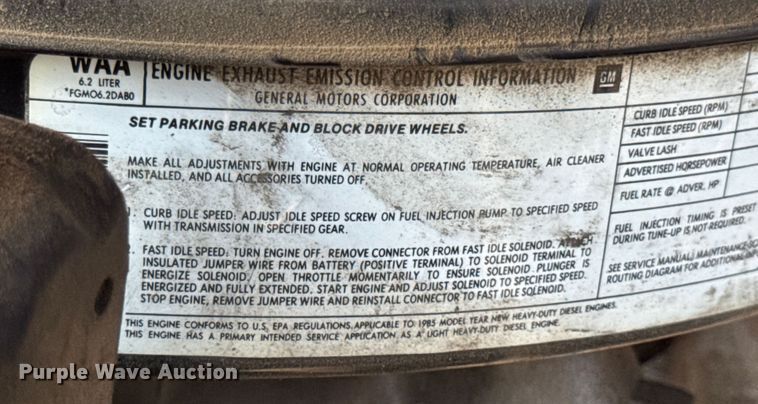 WAA
6.2 LITER
*FGM06.2DAB0
ENGINE EXHAUST EMISSION CONTROL INFORMATION
GM
GENERAL MOTORS CORPORATION
SET PARKING BRAKE AND BLOCK DRIVE WHEELS.
MAKE ALL ADJUSTMENTS WITH ENGINE AT NORMAL OPERATING TEMPERATURE, AIR CLEANER
INSTALLED, AND ALL ACCESSORIES TURNED OFF
1. CURB IDLE SPEED: ADJUST IDLE SPEED SCREW ON FUEL INJECTION PUMP TO SPECIFIED SPEED
WITH TRANSMISSION IN SPECIFIED GEAR.
2. FAST IDLE SPEED: TURN ENGINE OFF. REMOVE CONNECTOR FROM FAST IDLE SOLENOID. ATTACH
INSULATED JUMPER WIRE FROM BATTERY (POSITIVE TERMINAL) TO SOLENOID TERMINAL TO
ENERGIZE SOLENOID. OPEN THROTTLE MOMENTARILY TO ENSURE SOLENOID PLUNGER IS
ENERGIZED AND FULLY EXTENDED. START ENGINE AND ADJUST SOLENOID TO SPECIFIED SPEED.
STOP ENGINE, REMOVE JUMPER WIRE AND REINSTALL CONNECTOR TO FAST IDLE SOLENOID.
THIS ENGINE CONFORMS TO U.S. EPA REGULATIONS APPLICABLE TO 1985 MODEL YEAR NEW HEAVY-DUTY DIESEL ENGINES.
THIS ENGINE HAS A PRIMARY INTENDED SERVICE APPLICATION AS A LIGHT HEAVY-DUTY DIESEL ENGINE.
CURB IDLE SPEED (RPM)
FAST IDLE SPEED (RPM)
VALVE LASH
ADVERTISED HORSEPOWER
FUEL RATE @ ADVER. HP
FUEL INJECTION TIMING IS PRESET
DURING TUNE-UP IS NOT REQUIRED.
SEE SERVICE MANUAL/MAINTENANCE
ROUTING DIAGRAM FOR ADDITIONAL
Purple Wave Auction